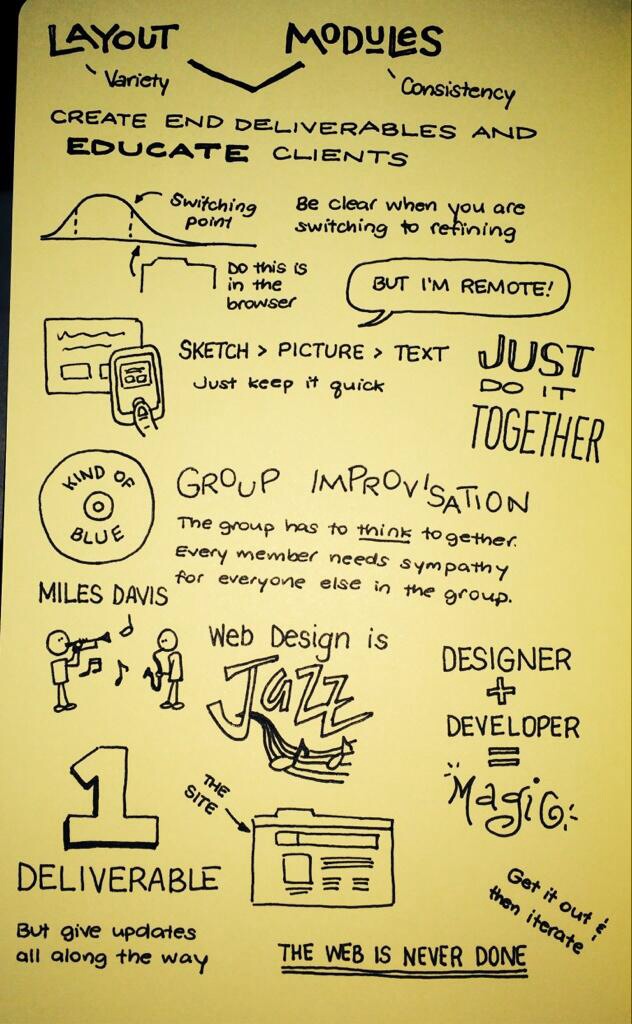 LAYOUT MODULES
Variety Consistency
CREATE END DELIVERABLES AND
EDUCATE CLIENTS
Switching
point
Be clear when you are
switching to refining
Do this is
in the
browser
BUT I'M REMOTE!
SKETCH > PICTURE > TEXT
Just keep it quick
JUST
DO IT
TOGETHER
KIND OF
BLUE
MILES DAVIS
GROUP IMPROVISATION
The group has to think together.
Every member needs sympathy
for everyone else in the group.
Web Design is
Jazz
DESIGNER
+
DEVELOPER
=
Magic
1
DELIVERABLE
THE
SITE
But give updates
all along the way
Get it out &
then iterate
THE WEB IS NEVER DONE